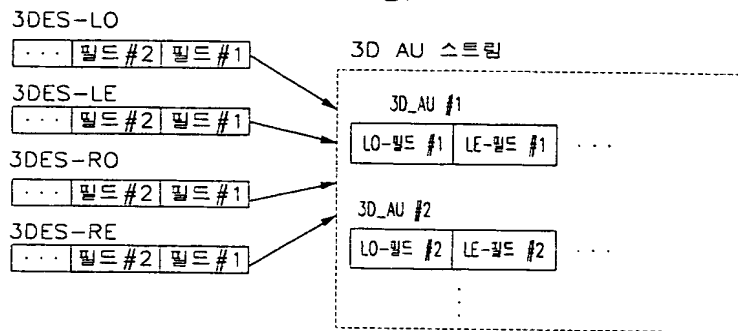 3DES-LO
··· 필드 #2 필드 #1
3DES-LE
··· 필드 #2 필드 #1
3DES-RO
··· 필드 #2 필드 #1
3DES-RE
··· 필드 #2 필드 #1
3D AU 스트림
3D_AU #1
LO-필드 #1 LE-필드 #1 ···
3D_AU #2
LO-필드 #2 LE-필드 #2 ···